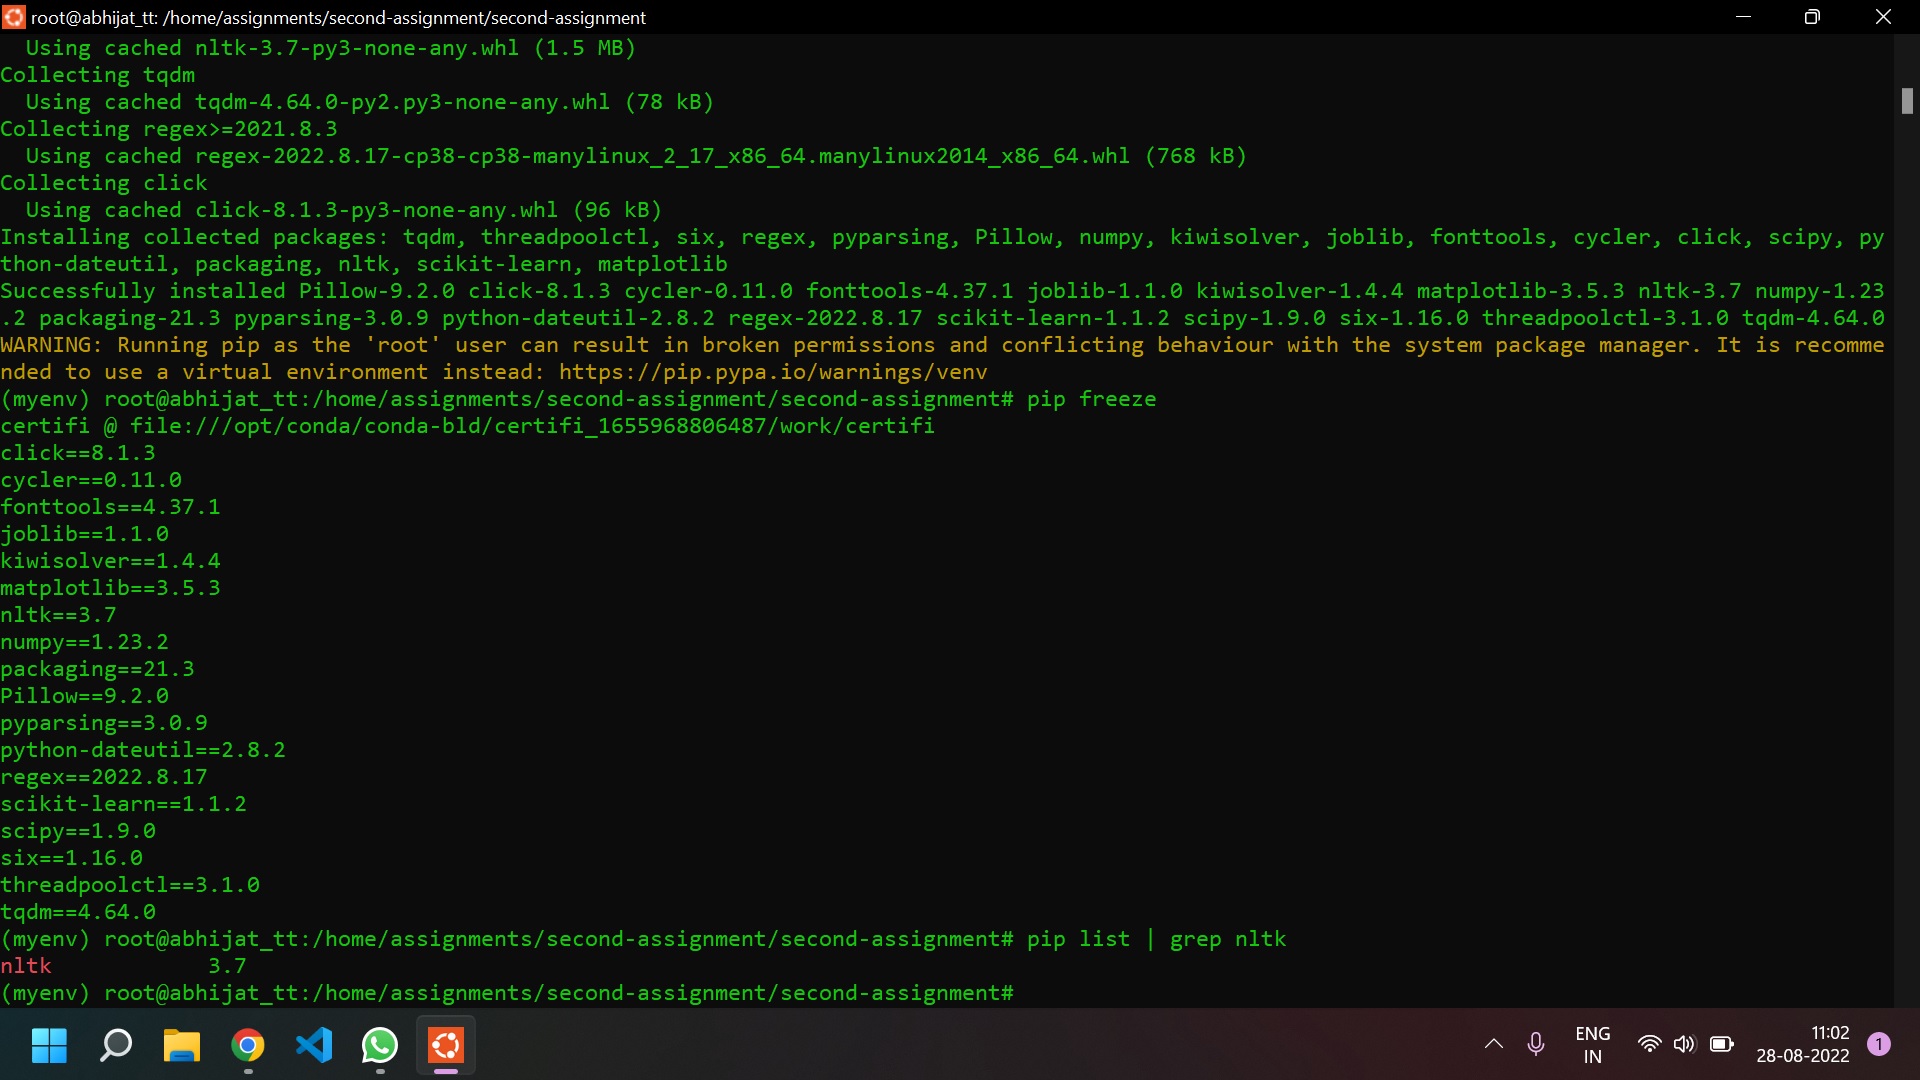 root@abhijat_tt: /home/assignments/second-assignment/second-assignment
Using cached nltk-3.7-py3-none-any.whl (1.5 MB)
Collecting tqdm
Using cached tqdm-4.64.0-py2.py3-none-any.whl (78 kB)
Collecting regex>=2021.8.3
Using cached regex-2022.8.17-cp38-cp38-manylinux_2_17_x86_64.manylinux2014_x86_64.whl (768 kB)
Collecting click
Using cached click-8.1.3-py3-none-any.whl (96 kB)
Installing collected packages: tqdm, threadpoolctl, six, regex, pyparsing, Pillow, numpy, kiwisolver, joblib, fonttools, cycler, click, scipy, py
thon-dateutil, packaging, nltk, scikit-learn, matplotlib
Successfully installed Pillow-9.2.0 click-8.1.3 cycler-0.11.0 fonttools-4.37.1 joblib-1.1.0 kiwisolver-1.4.4 matplotlib-3.5.3 nltk-3.7 numpy-1.23
.2 packaging-21.3 pyparsing-3.0.9 python-dateutil-2.8.2 regex-2022.8.17 scikit-learn-1.1.2 scipy-1.9.0 six-1.16.0 threadpoolctl-3.1.0 tqdm-4.64.0
WARNING: Running pip as the 'root' user can result in broken permissions and conflicting behaviour with the system package manager. It is recomme
nded to use a virtual environment instead: https://pip.pypa.io/warnings/venv
(myenv) root@abhijat_tt:/home/assignments/second-assignment/second-assignment# pip freeze
certifi @ file:///opt/conda/conda-bld/certifi_1655968806487/work/certifi
click==8.1.3
cycler==0.11.0
fonttools==4.37.1
joblib==1.1.0
kiwisolver==1.4.4
matplotlib==3.5.3
nltk==3.7
numpy==1.23.2
packaging==21.3
Pillow==9.2.0
pyparsing==3.0.9
python-dateutil==2.8.2
regex==2022.8.17
scikit-learn==1.1.2
scipy==1.9.0
six==1.16.0
threadpoolctl==3.1.0
tqdm==4.64.0
(myenv) root@abhijat_tt:/home/assignments/second-assignment/second-assignment# pip list | grep nltk
nltk 3.7
(myenv) root@abhijat_tt:/home/assignments/second-assignment/second-assignment#
ENG
IN
11:02
28-08-2022
1